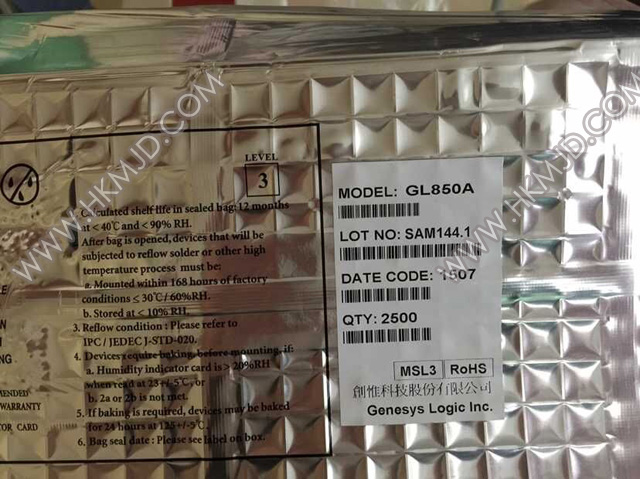 WWW.HKMJD.COM
WWW.HKMJD.COM
WWW.HKMJD.COM
LEVEL
3
Calculated shelf life in sealed bag: 12 months
at < 40℃ and < 90% RH.
After bag is opened, devices that will be
subjected to reflow solder or other high
temperature process must be:
a. Mounted within 168 hours of factory
conditions ≤ 30℃/60%RH.
b. Stored at < 10% RH.
3. Reflow condition : Please refer to
IPC / JEDEC J-STD-020.
4. Devices require baking, before mounting, if:
a. Humidity indicator card is > 20%RH
when read at 23 +/-5℃, or
b. 2a or 2b is not met.
5. If baking is required, devices may be baked
for 24 hours at 125+/-5℃.
6. Bag seal date : Please see label on box.
WARRANTY
CARD
MODEL: GL850A
LOT NO: SAM144.1
DATE CODE: 1507
QTY: 2500
MSL3 RoHS
創惟科技股份有限公司
Genesys Logic Inc.